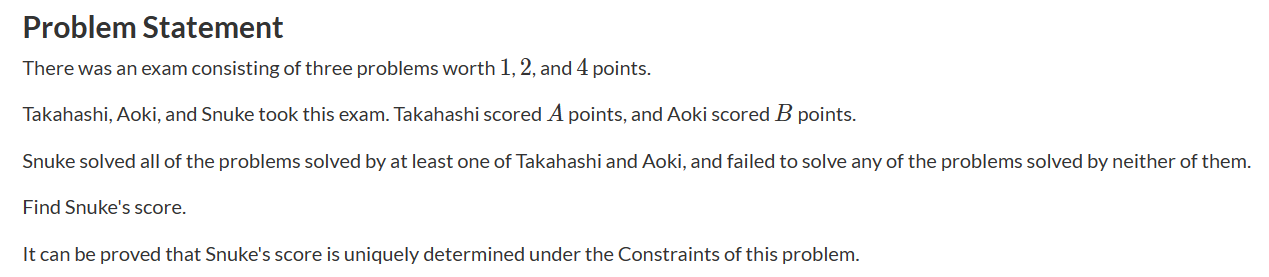 Problem Statement
There was an exam consisting of three problems worth 1, 2, and 4 points.
Takahashi, Aoki, and Snuke took this exam. Takahashi scored A points, and Aoki scored B points.
Snuke solved all of the problems solved by at least one of Takahashi and Aoki, and failed to solve any of the problems solved by neither of them.
Find Snuke's score.
It can be proved that Snuke's score is uniquely determined under the Constraints of this problem.